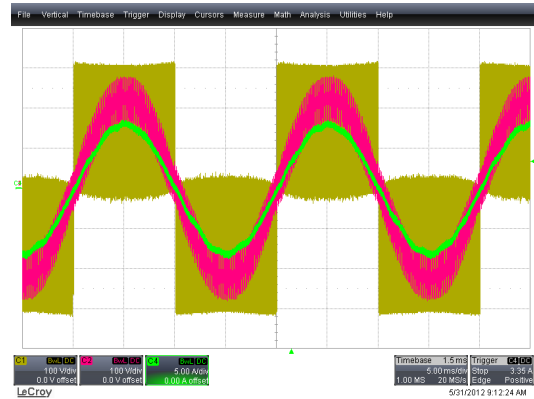 File Vertical Timebase Trigger Display Cursors Measure Math Analysis Utilities Help
C4
C1 BwL DC
100 V/div
0.0 V offset
C2 BwL DC
100 V/div
0.0 V offset
C4 BwL DC
5.00 A/div
0.00 A offset
Timebase 1.5 ms
5.00 ms/div
1.00 MS 20 MS/s
Trigger C4 DC
Stop 3.35 A
Edge Positive
LeCroy
5/31/2012 9:12:24 AM